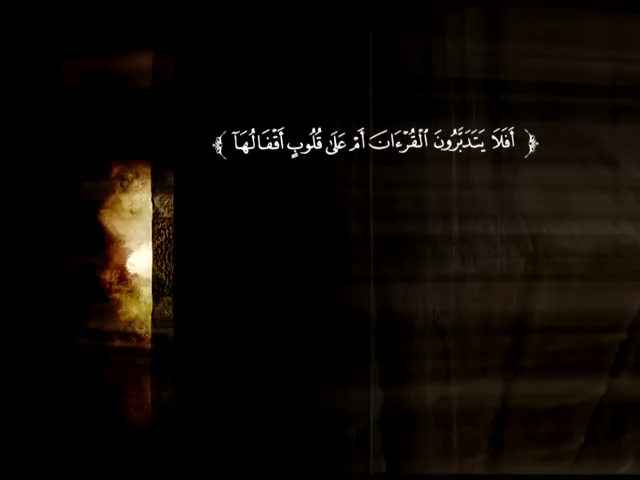 ﴿ أَفَلَا يَتَدَبَّرُونَ ٱلْقُرْءَانَ أَمْ عَلَىٰ قُلُوبٍ أَقْفَالُهَآ ﴾